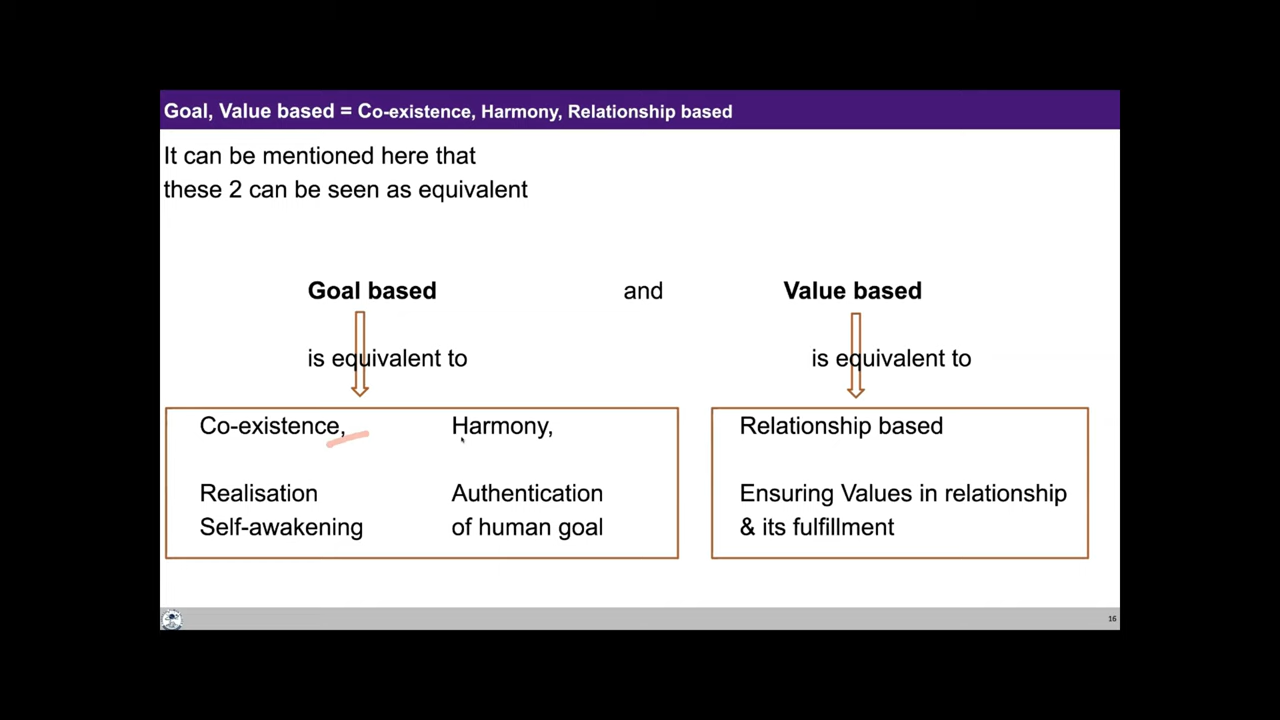 Goal, Value based = Co-existence, Harmony, Relationship based
It can be mentioned here that
these 2 can be seen as equivalent
Goal based and Value based
is equivalent to is equivalent to
Co-existence, Harmony, Relationship based
Realisation Authentication Ensuring Values in relationship
Self-awakening of human goal & its fulfillment
16